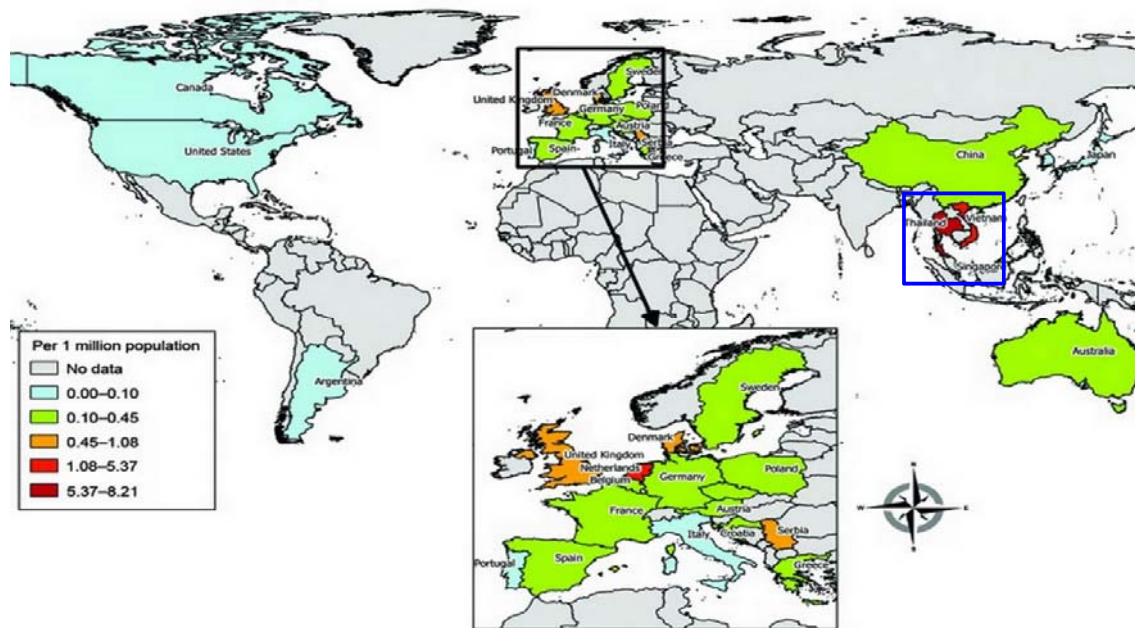 Canada
United States
Argentina
Sweden
Denmark
United Kingdom
Germany
Poland
France
Austria
Portugal
Spain
Italy
Serbia
Greece
China
Japan
Thailand
Vietnam
Singapore
Australia
Per 1 million population
No data
0.00–0.10
0.10–0.45
0.45–1.08
1.08–5.37
5.37–8.21
Sweden
Denmark
United Kingdom
Netherlands
Belgium
Germany
Poland
France
Austria
Italy
Croatia
Serbia
Portugal
Spain
Greece
N
W
E
S